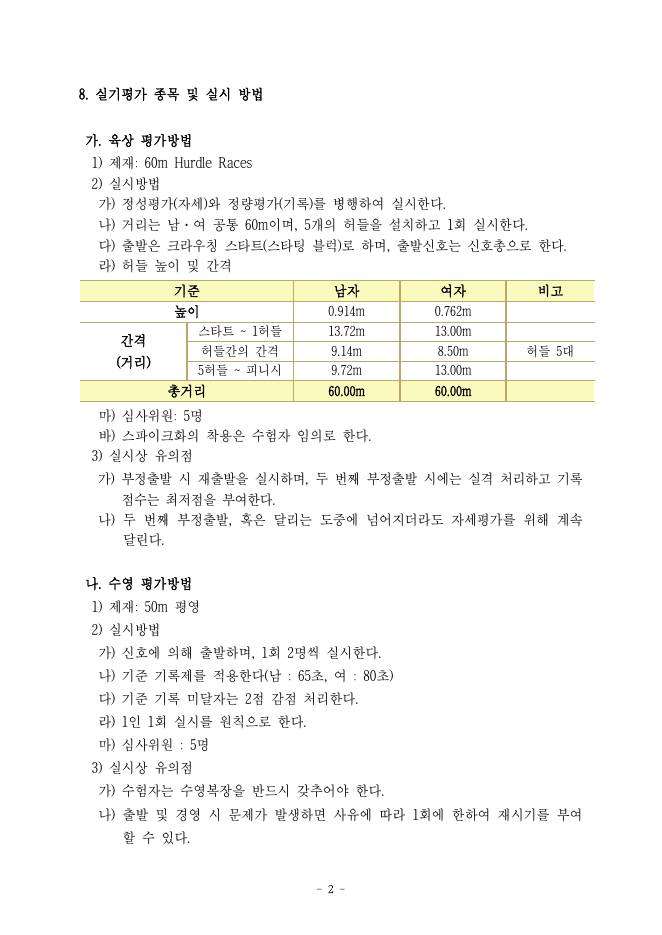 8. 실기평가 종목 및 실시 방법
가. 육상 평가방법
1) 제재: 60m Hurdle Races
2) 실시방법
가) 정성평가(자세)와 정량평가(기록)를 병행하여 실시한다.
나) 거리는 남・여 공통 60m이며, 5개의 허들을 설치하고 1회 실시한다.
다) 출발은 크라우칭 스타트(스타팅 블럭)로 하며, 출발신호는 신호총으로 한다.
라) 허들 높이 및 간격
기준 남자 여자 비고
높이 0.914m 0.762m
간격 (거리) 스타트 ~ 1허들 13.72m 13.00m
허들간의 간격 9.14m 8.50m 허들 5대
5허들 ~ 피니시 9.72m 13.00m
총거리 60.00m 60.00m
마) 심사위원: 5명
바) 스파이크화의 착용은 수험자 임의로 한다.
3) 실시상 유의점
가) 부정출발 시 재출발을 실시하며, 두 번째 부정출발 시에는 실격 처리하고 기록
점수는 최저점을 부여한다.
나) 두 번째 부정출발, 혹은 달리는 도중에 넘어지더라도 자세평가를 위해 계속
달린다.
나. 수영 평가방법
1) 제재: 50m 평영
2) 실시방법
가) 신호에 의해 출발하며, 1회 2명씩 실시한다.
나) 기준 기록제를 적용한다(남 : 65초, 여 : 80초)
다) 기준 기록 미달자는 2점 감점 처리한다.
라) 1인 1회 실시를 원칙으로 한다.
마) 심사위원 : 5명
3) 실시상 유의점
가) 수험자는 수영복장을 반드시 갖추어야 한다.
나) 출발 및 경영 시 문제가 발생하면 사유에 따라 1회에 한하여 재시기를 부여
할 수 있다.
- 2 -